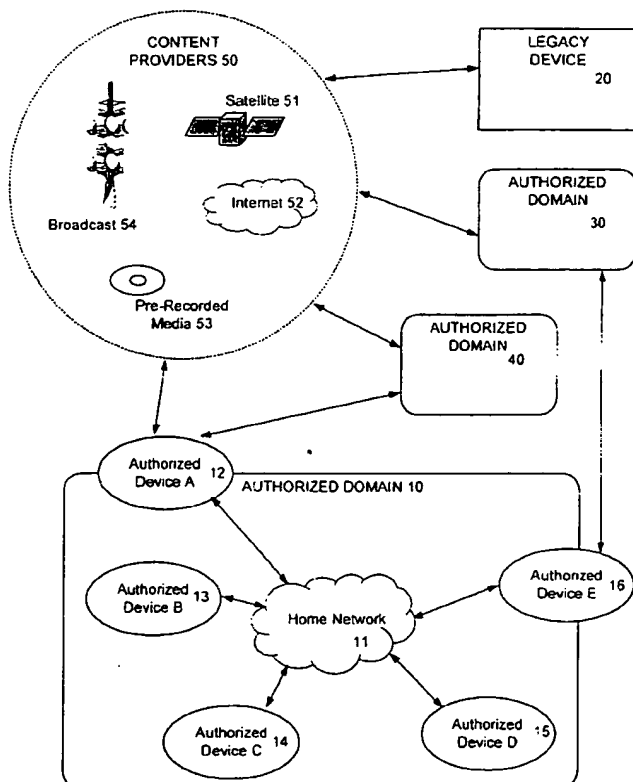 CONTENT
PROVIDERS 50
Satellite 51
Internet 52
Broadcast 54
Pre-Recorded
Media 53
LEGACY
DEVICE
20
AUTHORIZED
DOMAIN
30
AUTHORIZED
DOMAIN
40
Authorized
Device A
12
AUTHORIZED DOMAIN 10
Authorized
Device B
13
Home Network
11
Authorized
Device E
16
Authorized
Device C
14
Authorized
Device D
15